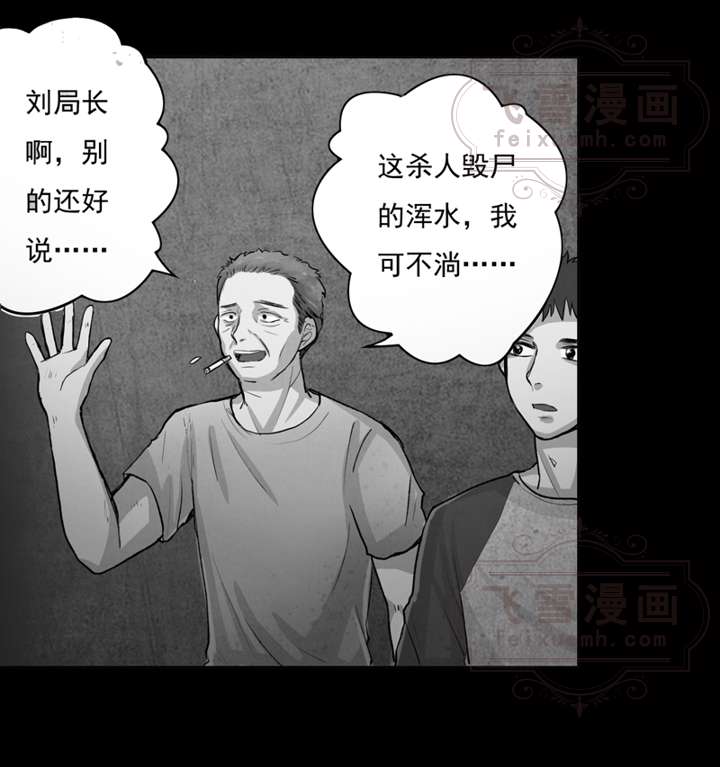 刘局长
啊，别
的还好
说……
这杀人毁尸
的浑水，我
可不淌……
飞雪漫画
feixuemh.com
飞雪漫画
feixuemh.com